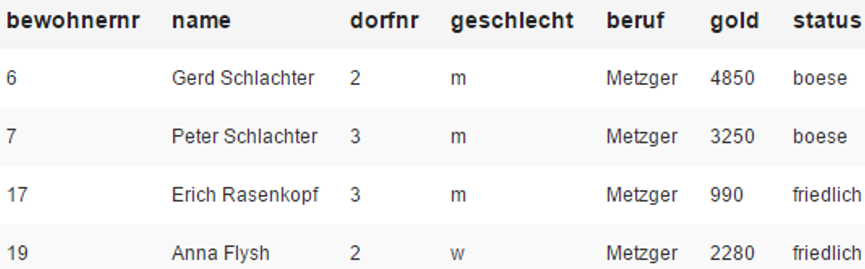 bewohnernr name dorfnr geschlecht beruf gold status
6 Gerd Schlachter 2 m Metzger 4850 boese
7 Peter Schlachter 3 m Metzger 3250 boese
17 Erich Rasenkopf 3 m Metzger 990 friedlich
19 Anna Flysh 2 w Metzger 2280 friedlich